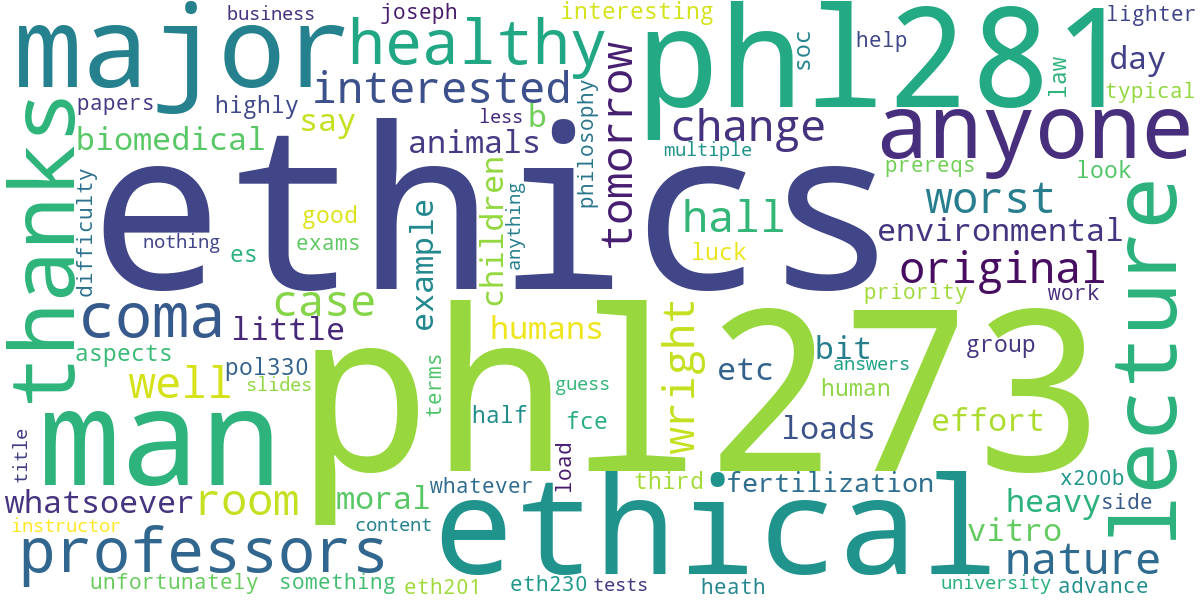 business
joseph
interesting
lighter
major
healthy
phl281
help
soc
day
law
typical
papers
highly
interested
tomorrow
less
b
change
anyone
thanks
biomedical
say
animals
multiple
philosophy
prereqs
look
ethics
difficulty
nothing
good
exams
es
example
children
anything
hall
luck
worst
environmental
lecture
original
priority
work
coma
case
little
humans
phl273
wright
bit
group
aspects
well
pol330
slides
terms
guess
etc
answers
human
man
half
fce
loads
effort
title
load
third
whatsoever
room
moral
whatever
fertilization
x200b
heavy
side
instructor
content
ethical
vitro
professors
nature
unfortunately
something
eth201
eth230
tests
heath
university
advance